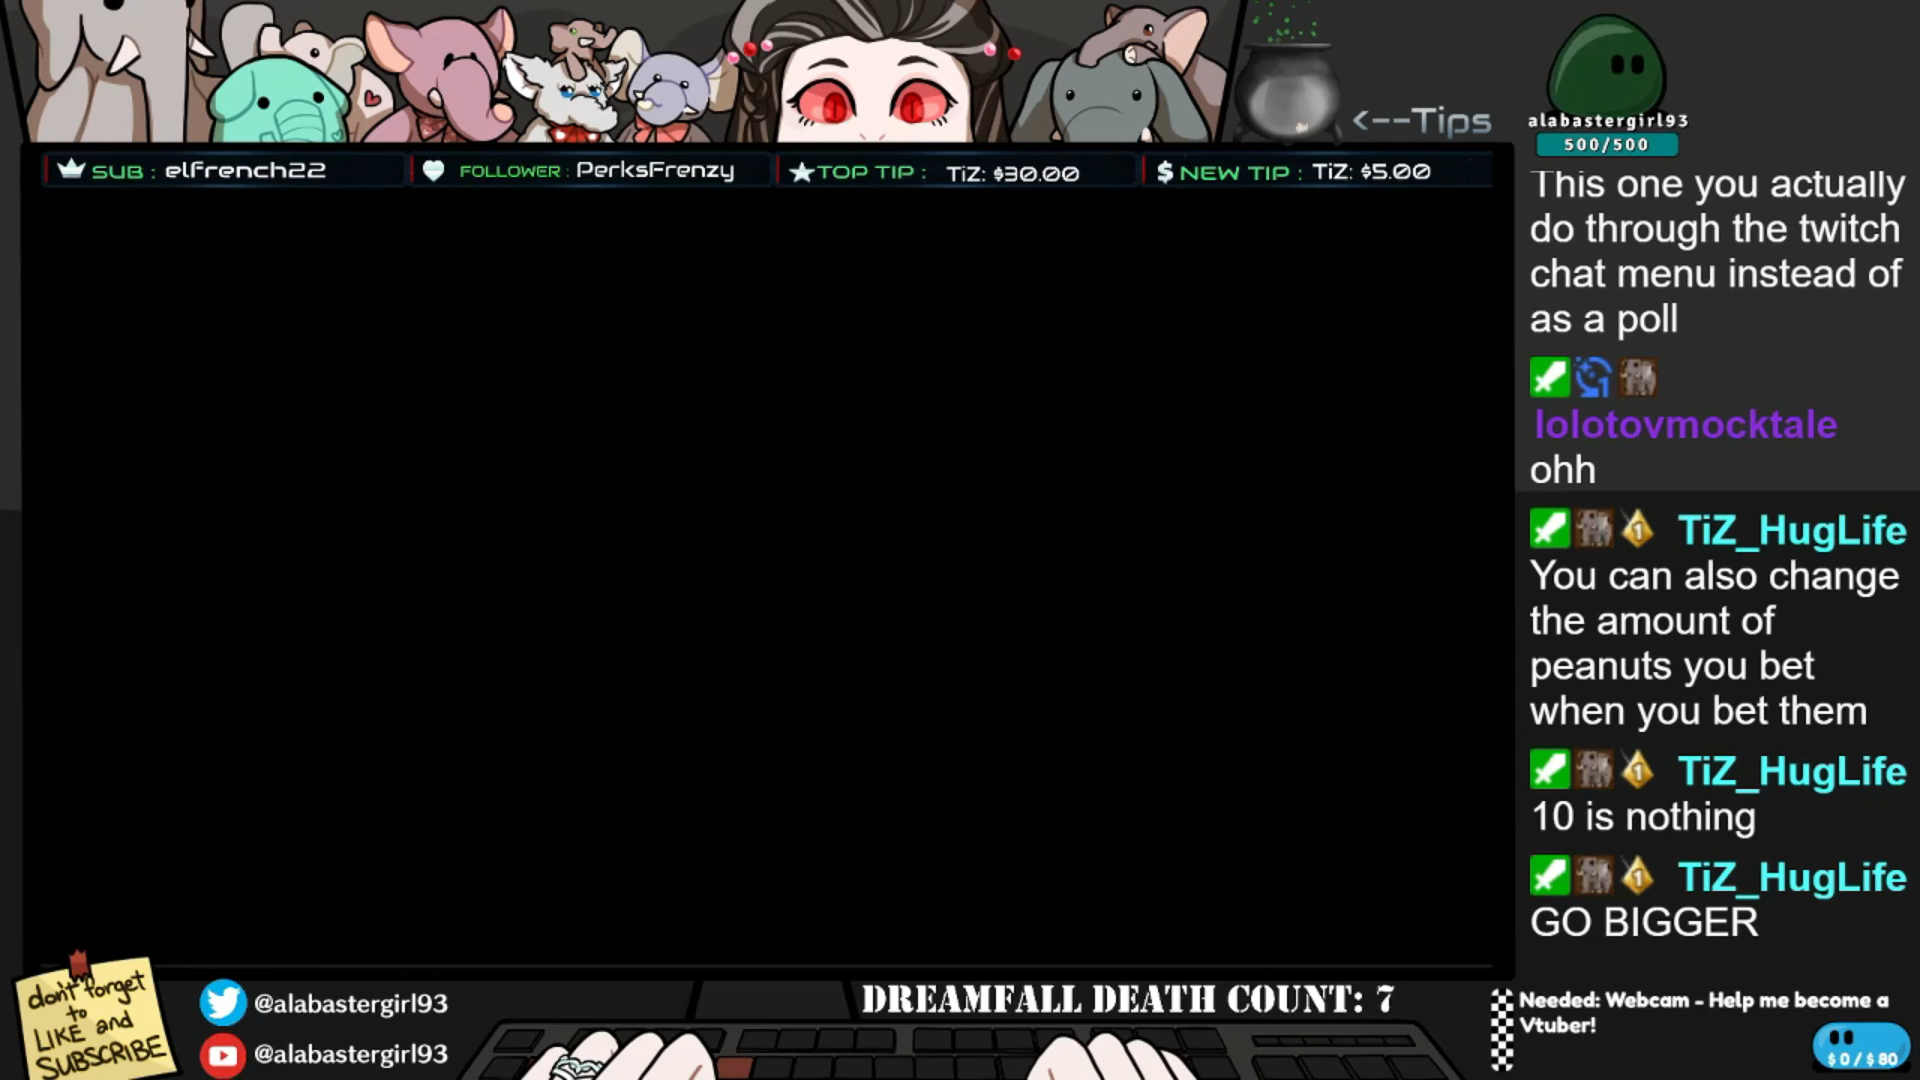 <--Tips
alabastergirl93
500/500
SUB : elfrench22
FOLLOWER : PerksFrenzy
TOP TIP : TiZ: $30.00
$ NEW TIP : TiZ: $5.00
This one you actually
do through the twitch
chat menu instead of
as a poll
lolotovmocktale
ohh
TiZ_HugLife
You can also change
the amount of
peanuts you bet
when you bet them
TiZ_HugLife
10 is nothing
TiZ_HugLife
GO BIGGER
don't forget
to
LIKE and
SUBSCRIBE
@alabastergirl93
@alabastergirl93
DREAMFALL DEATH COUNT: 7
Needed: Webcam - Help me become a
Vtuber!
$ 0 / $ 80